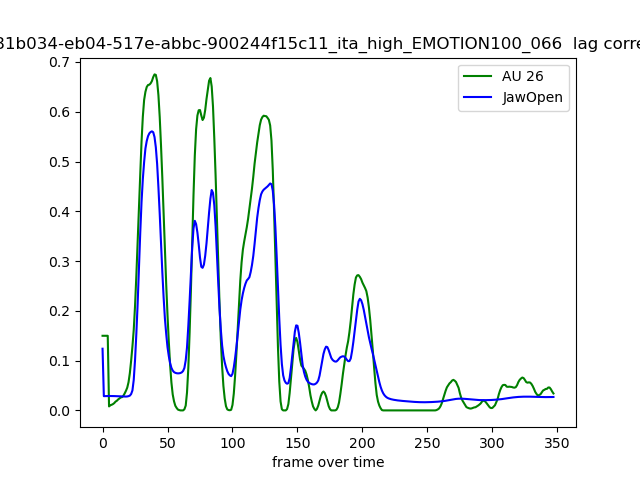 31b034-eb04-517e-abbc-900244f15c11_ita_high_EMOTION100_066 lag corre
AU 26
JawOpen
0.7
0.6
0.5
0.4
0.3
0.2
0.1
0.0
0 50 100 150 200 250 300 350
frame over time